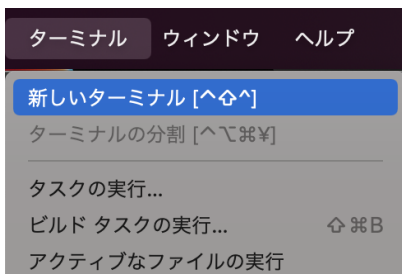 ターミナル ウィンドウ ヘルプ
新しいターミナル [^⇧^]
ターミナルの分割 [^⌥⌘¥]
タスクの実行...
ビルド タスクの実行... ⇧⌘B
アクティブなファイルの実行